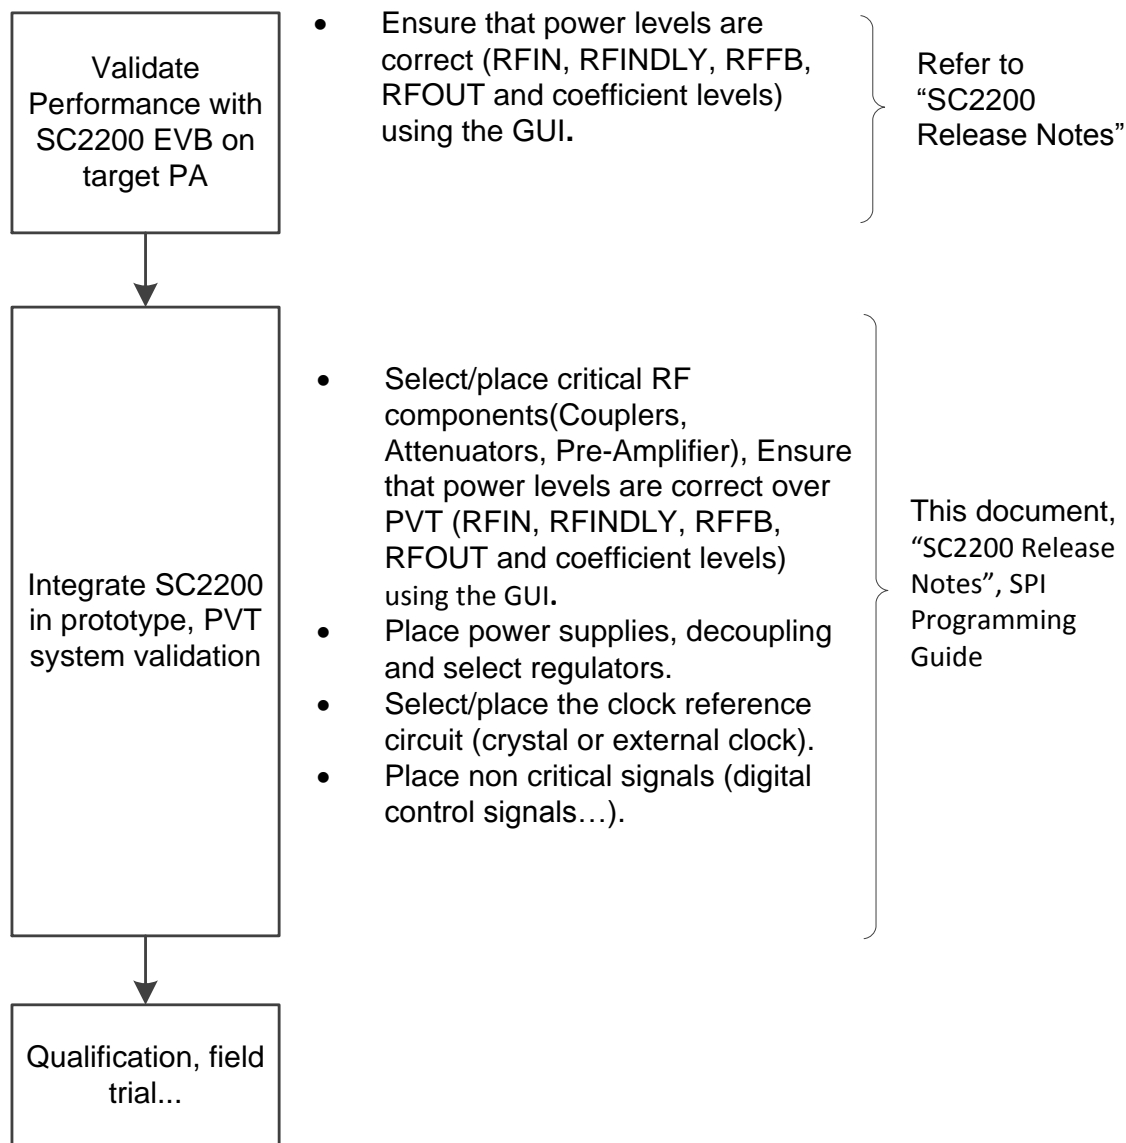 Validate
Performance with
SC2200 EVB on
target PA
• Ensure that power levels are
correct (RFIN, RFINDLY, RFFB,
RFOUT and coefficient levels)
using the GUI.
Refer to
“SC2200
Release Notes”
Integrate SC2200
in prototype, PVT
system validation
• Select/place critical RF
components(Couplers,
Attenuators, Pre-Amplifier), Ensure
that power levels are correct over
PVT (RFIN, RFINDLY, RFFB,
RFOUT and coefficient levels)
using the GUI.
• Place power supplies, decoupling
and select regulators.
• Select/place the clock reference
circuit (crystal or external clock).
• Place non critical signals (digital
control signals…).
This document,
“SC2200 Release
Notes”, SPI
Programming
Guide
Qualification, field
trial...